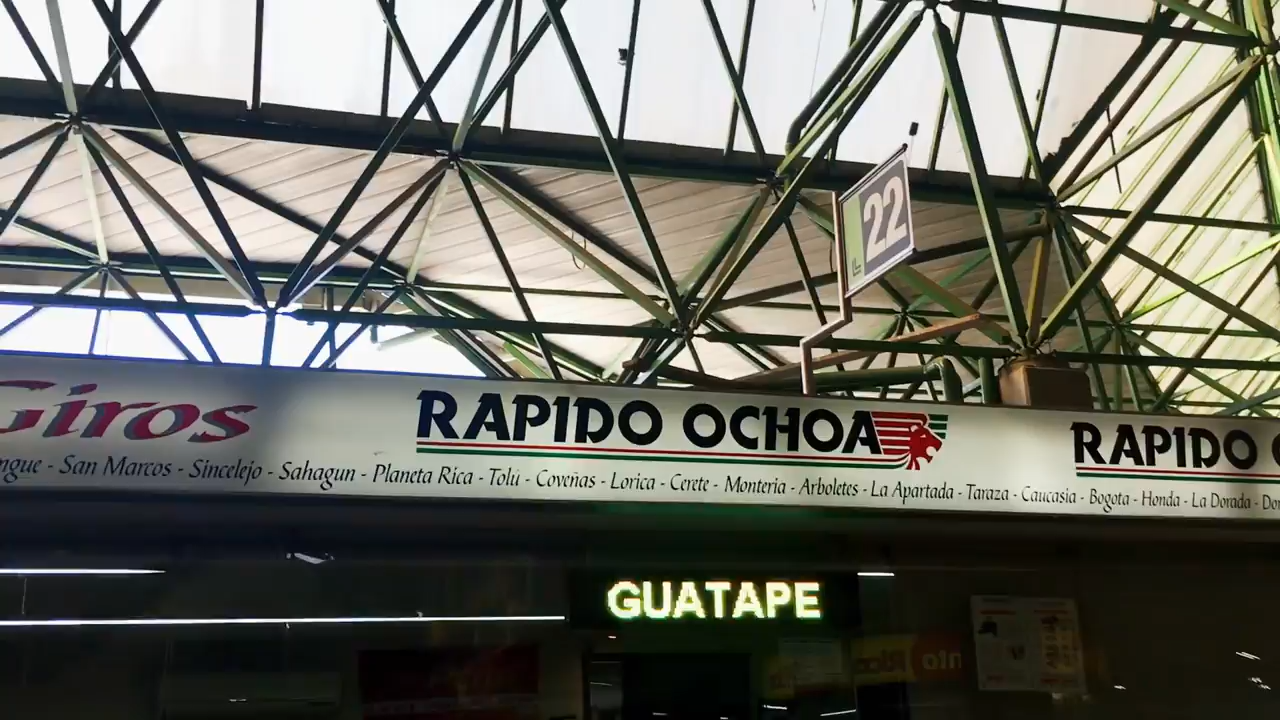 22
Giros
RAPIDO OCHOA
RAPIDO
San Marcos - Sincelejo - Sahagun - Planeta Rica - Tolú - Coveñas - Lorica - Cerete - Monteria - Arboletes - La Apartada - Taraza - Caucasia - Bogota - Honda - La Dorada
GUATAPE